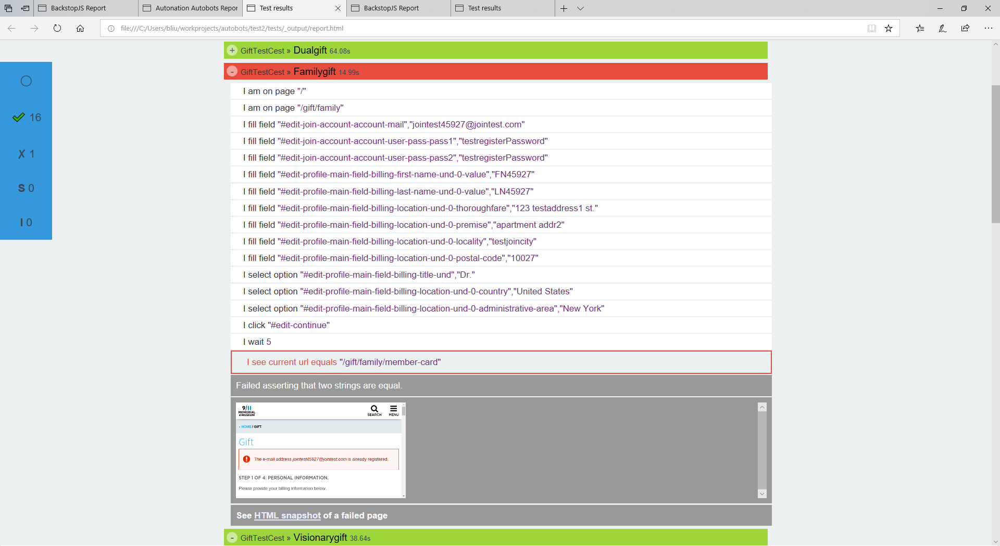 BackstopJS Report
Autonation Autobots Repor
Test results
BackstopJS Report
Test results
file:///C:/Users/bliu/workprojects/autobots/test2/tests/_output/report.html
+ GiftTestCest » Dualgift 64.08s
- GiftTestCest » Familygift 14.99s
16
X 1
S 0
I 0
I am on page "/"
I am on page "/gift/family"
I fill field "#edit-join-account-account-mail","jointest45927@jointest.com"
I fill field "#edit-join-account-account-user-pass-pass1","testregisterPassword"
I fill field "#edit-join-account-account-user-pass-pass2","testregisterPassword"
I fill field "#edit-profile-main-field-billing-first-name-und-0-value","FN45927"
I fill field "#edit-profile-main-field-billing-last-name-und-0-value","LN45927"
I fill field "#edit-profile-main-field-billing-location-und-0-thoroughfare","123 testaddress1 st."
I fill field "#edit-profile-main-field-billing-location-und-0-premise","apartment addr2"
I fill field "#edit-profile-main-field-billing-location-und-0-locality","testjoincity"
I fill field "#edit-profile-main-field-billing-location-und-0-postal-code","10027"
I select option "#edit-profile-main-field-billing-title-und","Dr."
I select option "#edit-profile-main-field-billing-location-und-0-country","United States"
I select option "#edit-profile-main-field-billing-location-und-0-administrative-area","New York"
I click "#edit-continue"
I wait 5
I see current url equals "/gift/family/member-card"
Failed asserting that two strings are equal.
9/11
MEMORIAL
&MUSEUM
SEARCH
MENU
« HOME / GIFT
Gift
The e-mail address jointest45927@jointest.com is already registered.
STEP 1 OF 4: PERSONAL INFORMATION.
Please provide your billing information below.
See HTML snapshot of a failed page
- GiftTestCest » Visionarygift 38.64s